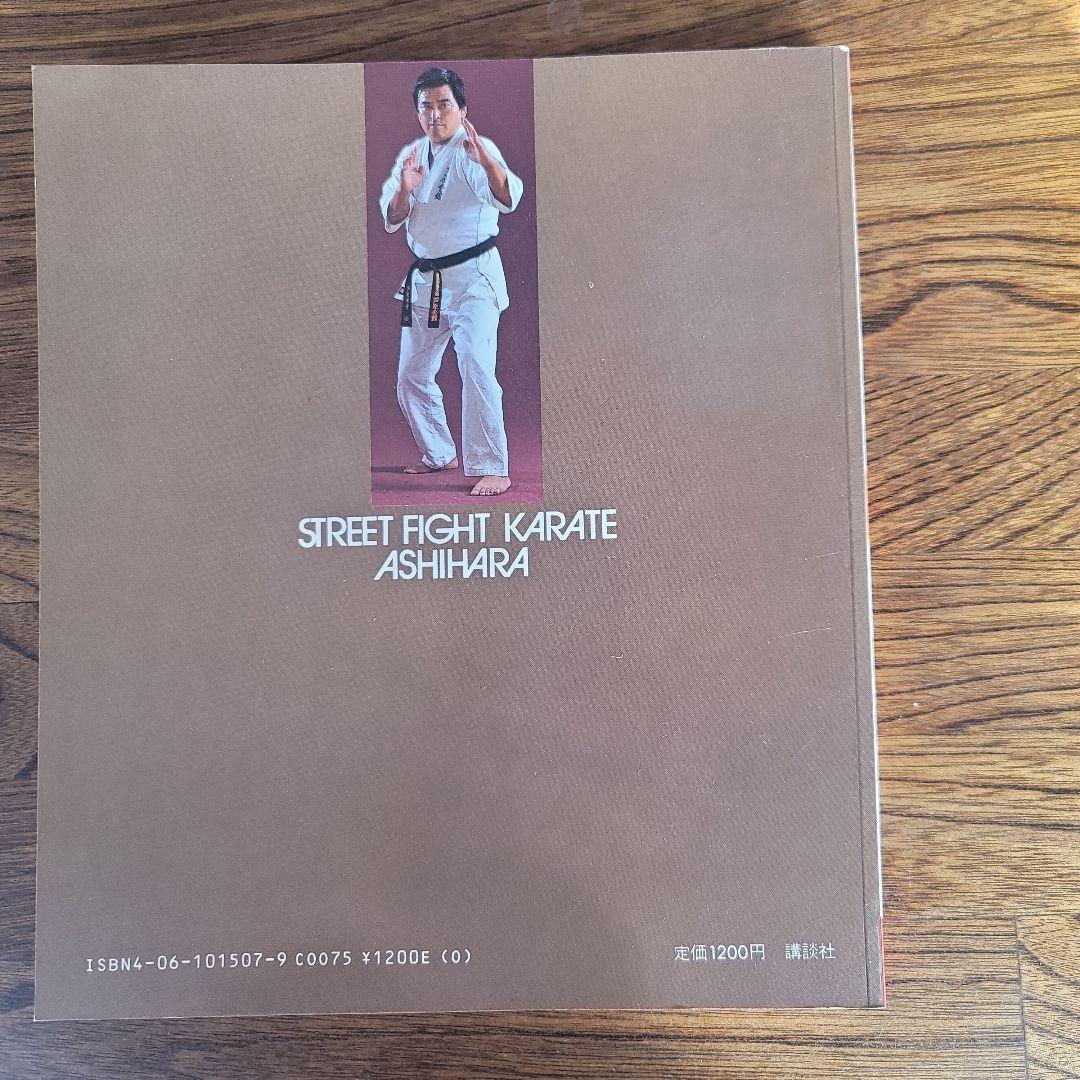 STREET FIGHT KARATE
ASHIHARA
ISBN4-06-101507-9 C0075 ¥1200E (0)
定価1200円 講談社